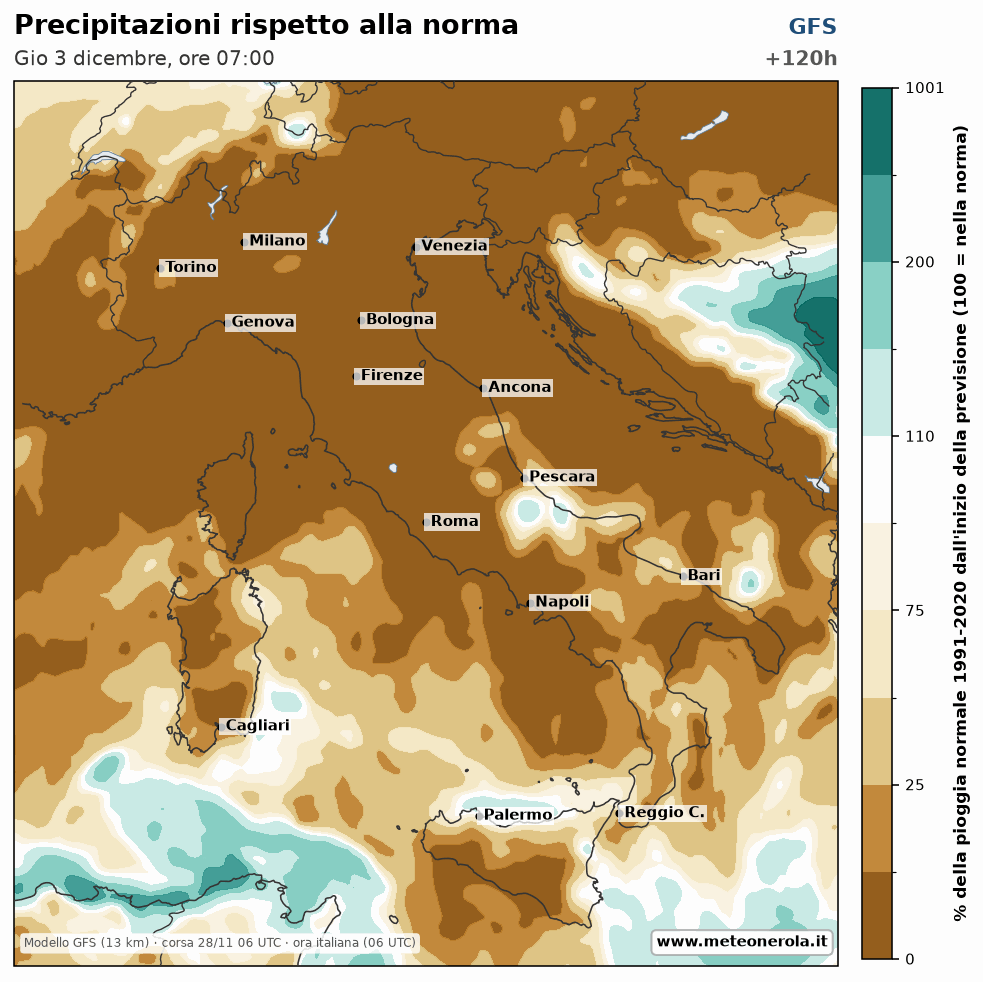 Precipitazioni rispetto alla norma
GFS
Gio 3 dicembre, ore 07:00
+120h
1001
200
110
75
25
0
% della pioggia normale 1991-2020 dall'inizio della previsione (100 = nella norma)
Milano
Venezia
Torino
Genova
Bologna
Firenze
Ancona
Pescara
Roma
Bari
Napoli
Cagliari
Palermo
Reggio C.
Modello GFS (13 km) · corsa 28/11 06 UTC · ora italiana (06 UTC)
www.meteonerola.it